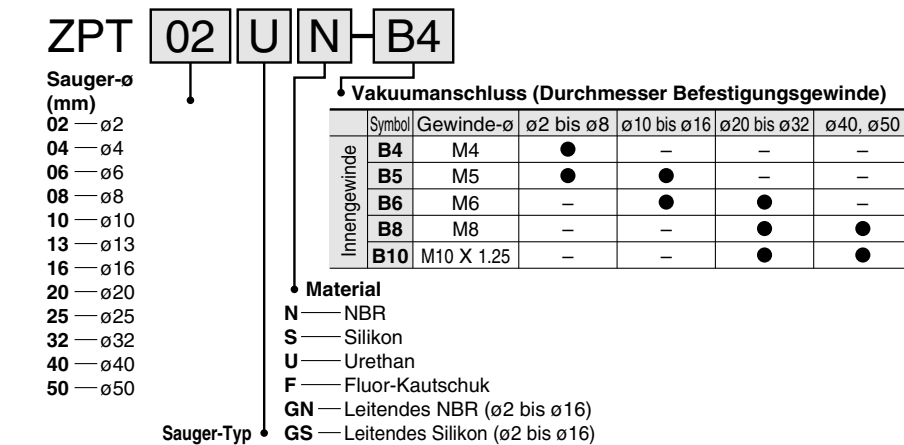 ZPT 02 U N - B4
Sauger-ø
(mm)
02 — ø2
04 — ø4
06 — ø6
08 — ø8
10 — ø10
13 — ø13
16 — ø16
20 — ø20
25 — ø25
32 — ø32
40 — ø40
50 — ø50
Sauger-Typ
Vakuumanschluss (Durchmesser Befestigungsgewinde)
Symbol Gewinde-ø ø2 bis ø8 ø10 bis ø16 ø20 bis ø32 ø40, ø50
Innengewinde
B4 M4 ● – – –
B5 M5 ● ● – –
B6 M6 – ● ● –
B8 M8 – – ● ●
B10 M10 X 1.25 – – ● ●
Material
N — NBR
S — Silikon
U — Urethan
F — Fluor-Kautschuk
GN — Leitendes NBR (ø2 bis ø16)
GS — Leitendes Silikon (ø2 bis ø16)